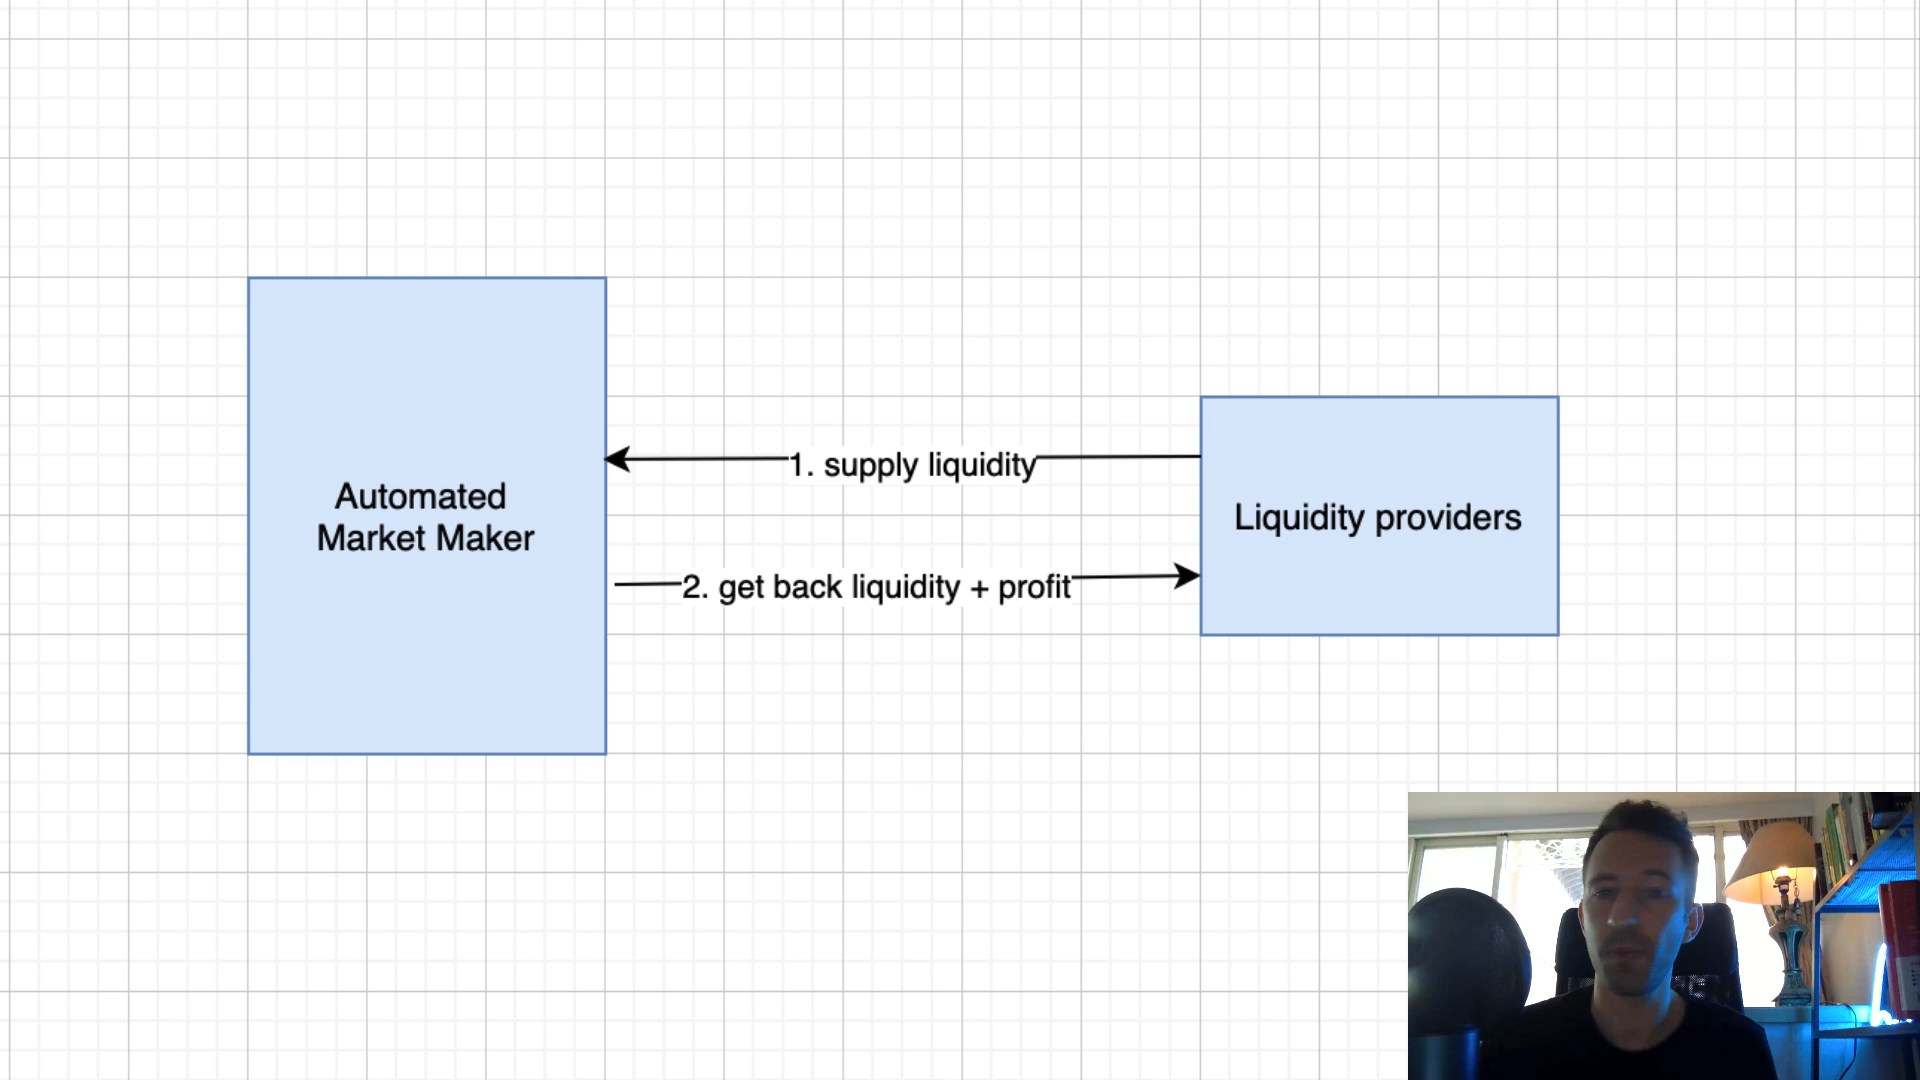 Automated
Market Maker
1. supply liquidity
2. get back liquidity + profit
Liquidity providers